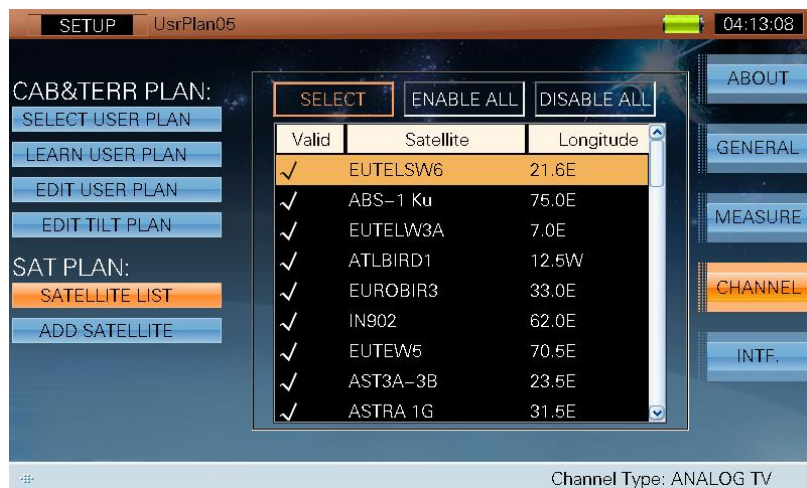 SETUP UsrPlan05 04:13:08
CAB&TERR PLAN:
SELECT USER PLAN
LEARN USER PLAN
EDIT USER PLAN
EDIT TILT PLAN
SAT PLAN:
SATELLITE LIST
ADD SATELLITE
SELECT ENABLE ALL DISABLE ALL
Valid Satellite Longitude
EUTELSW6 21.6E
ABS-1 Ku 75.0E
EUTELW3A 7.0E
ATLBIRD1 12.5W
EUROBIR3 33.0E
IN902 62.0E
EUTEW5 70.5E
AST3A-3B 23.5E
ASTRA 1G 31.5E
ABOUT
GENERAL
MEASURE
CHANNEL
INTF.
Channel Type: ANALOG TV